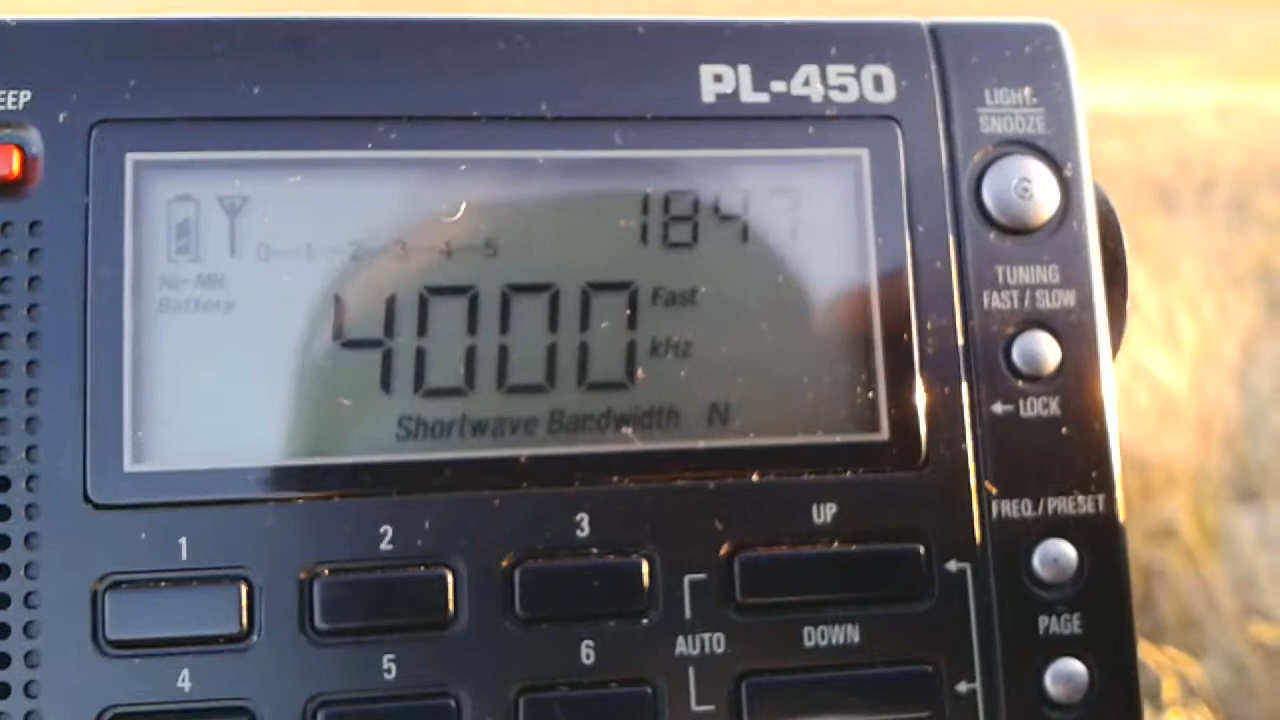 EEP
PL-450
LIGHT
SNOOZE
184
0 1 2 3 4 5
Ni-MH
Battery
4000
Fast
kHz
Shortwave Bandwidth N
TUNING
FAST / SLOW
LOCK
FREQ./PRESET
PAGE
1
2
3
UP
AUTO
DOWN
4
5
6